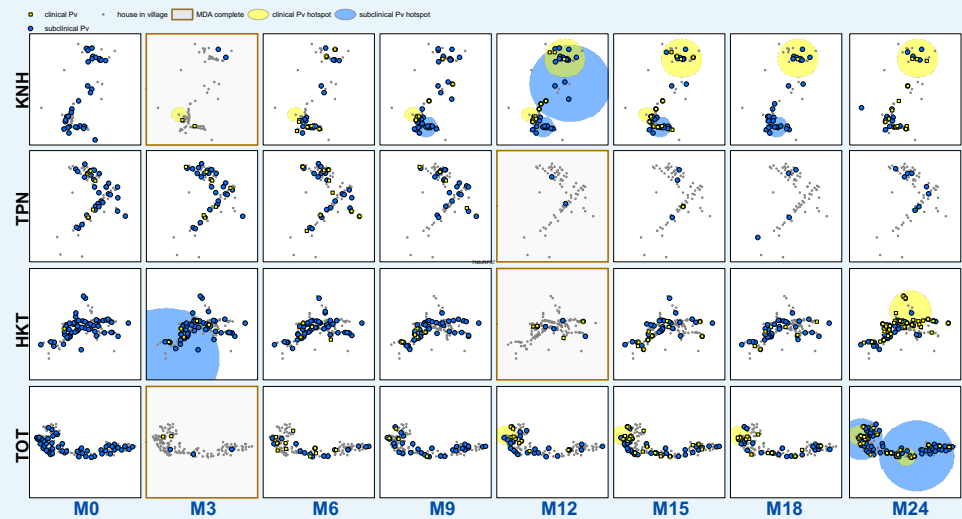 clinical Pv house in village MDA complete clinical Pv hotspot subclinical Pv hotspot
subclinical Pv
KNH
TPN
HKT
TOT
M0 M3 M6 M9 M12 M15 M18 M24